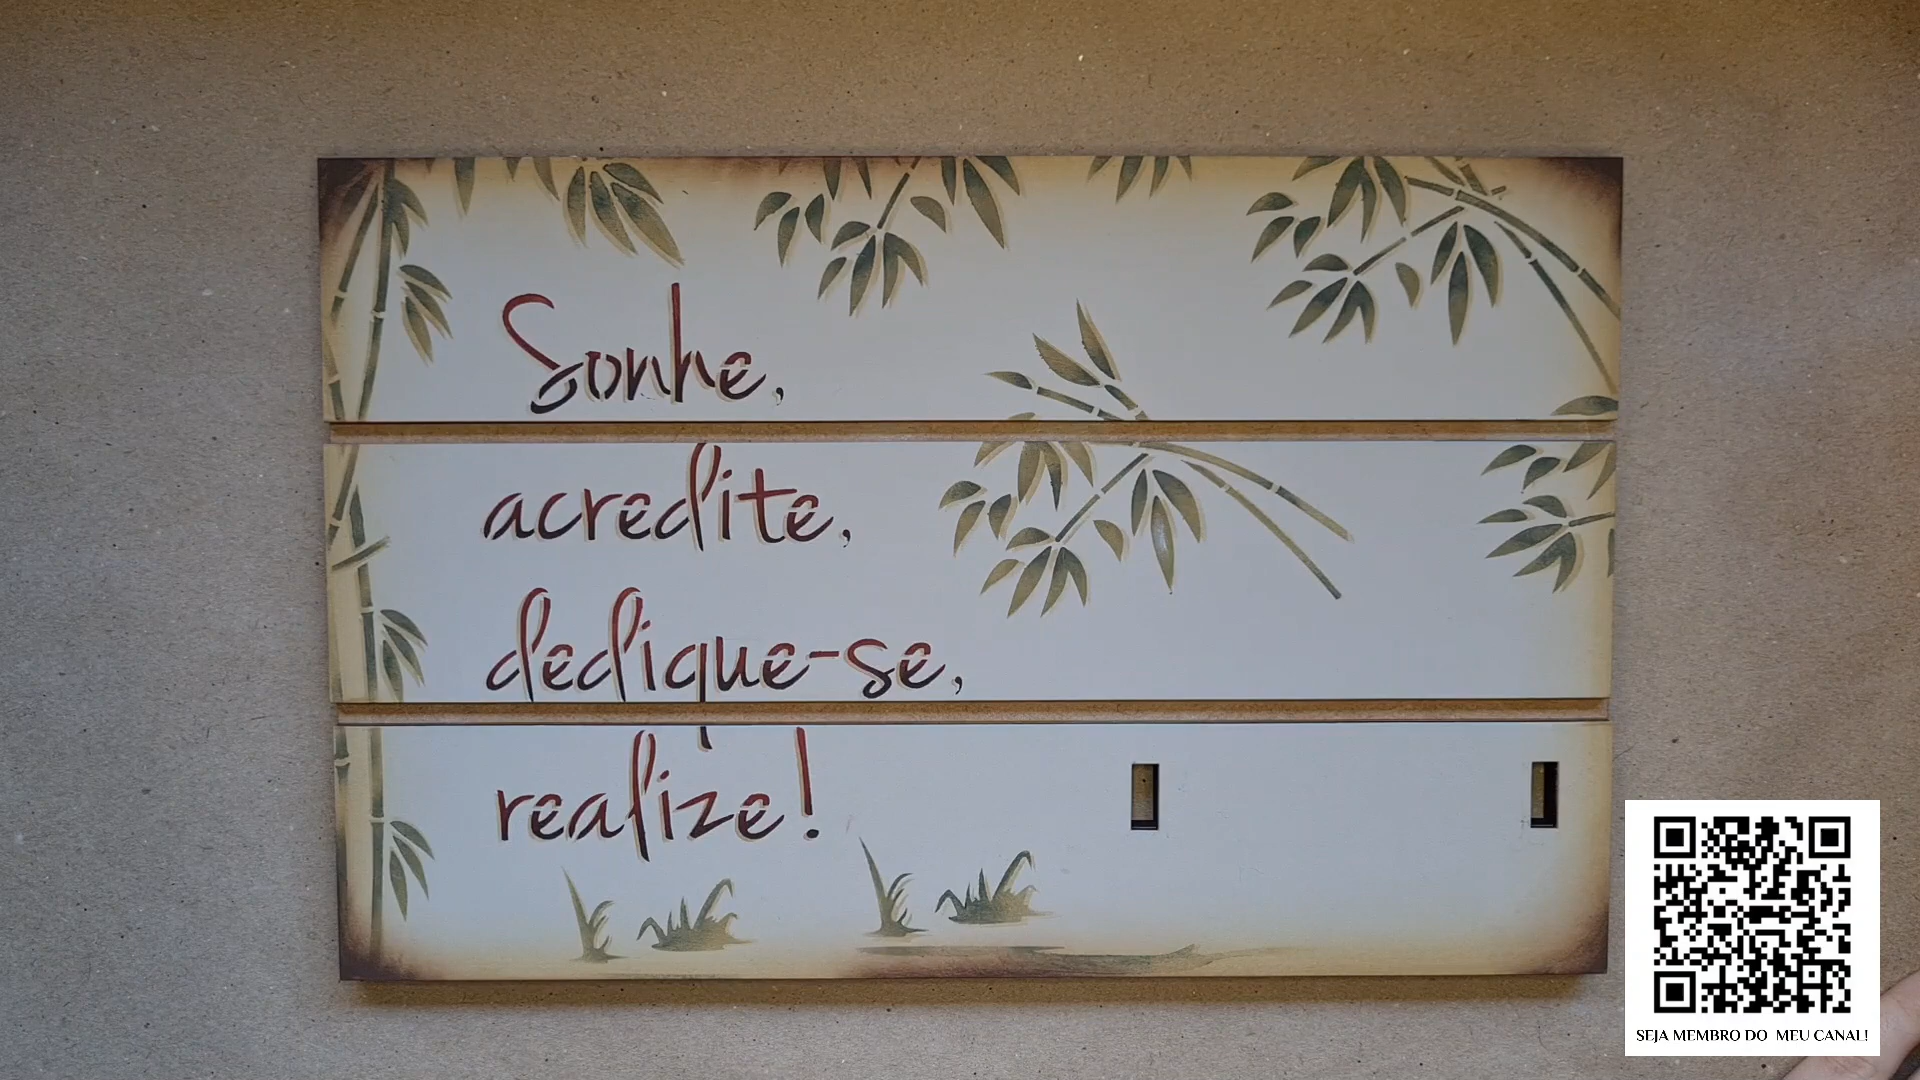 Sonhe,
acredite,
dedique-se,
realize!
SEJA MEMBRO DO MEU CANAL!